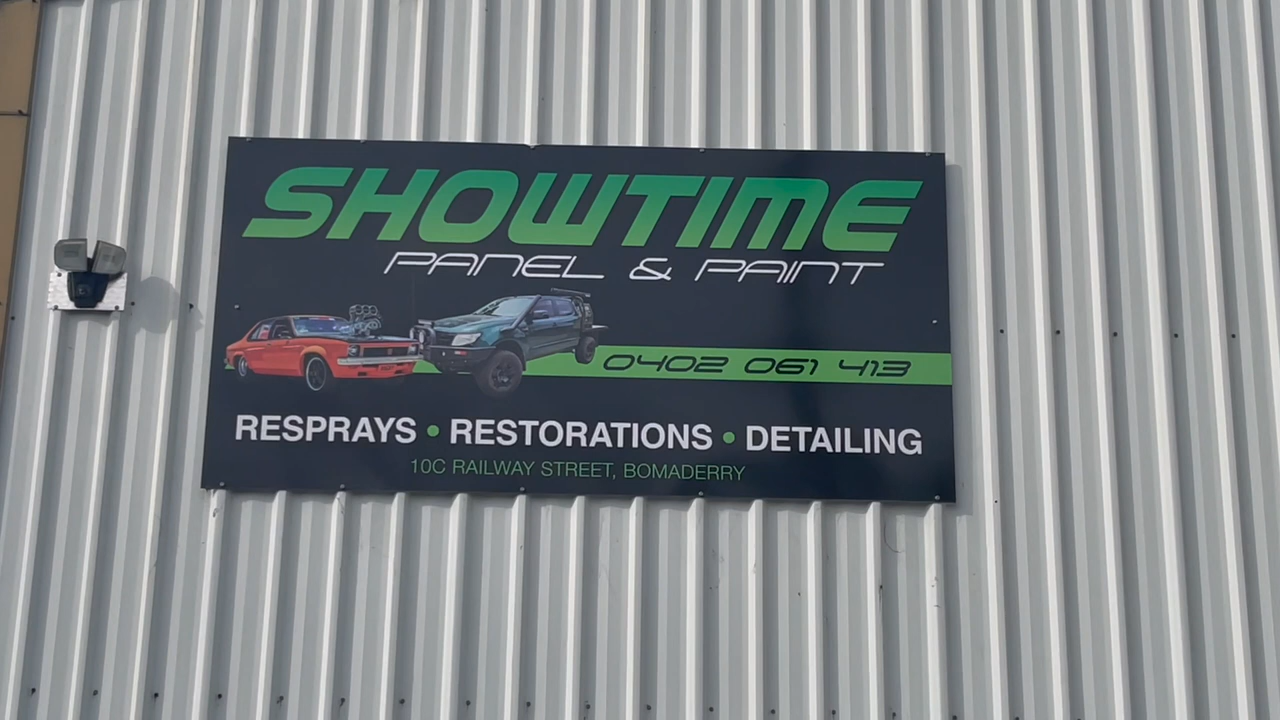 SHOWTIME
PANEL & PAINT
0402 061 413
RESPRAYS • RESTORATIONS • DETAILING
10C RAILWAY STREET, BOMADERRY